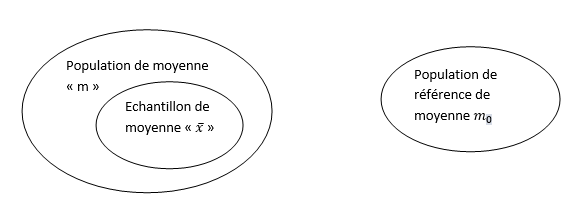 Population de moyenne
« m »
Echantillon de
moyenne « x̄ »
Population de
référence de
moyenne m₀